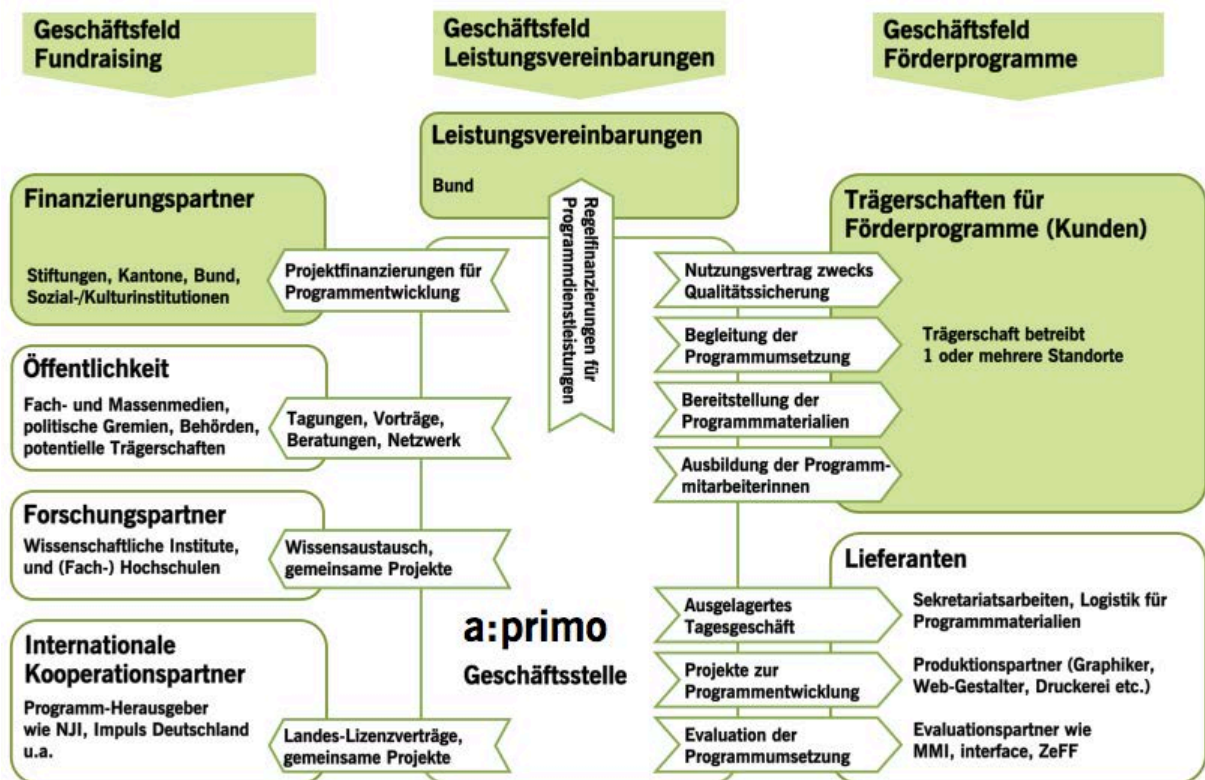 Geschäftsfeld
Fundraising
Geschäftsfeld
Leistungsvereinbarungen
Geschäftsfeld
Förderprogramme
Leistungsvereinbarungen
Bund
Regelfinanzierungen für
Programmdienstleistungen
Finanzierungspartner
Stiftungen, Kantone, Bund,
Sozial-/Kulturinstitutionen
Projektfinanzierungen für
Programmentwicklung
Öffentlichkeit
Fach- und Massenmedien,
politische Gremien, Behörden,
potentielle Trägerschaften
Tagungen, Vorträge,
Beratungen, Netzwerk
Forschungspartner
Wissenschaftliche Institute,
und (Fach-) Hochschulen
Wissensaustausch,
gemeinsame Projekte
Internationale
Kooperationspartner
Programm-Herausgeber
wie NJI, Impuls Deutschland
u.a.
Landes-Lizenzverträge,
gemeinsame Projekte
a:primo
Geschäftsstelle
Trägerschaften für
Förderprogramme (Kunden)
Nutzungsvertrag zwecks
Qualitätssicherung
Begleitung der
Programmumsetzung
Trägerschaft betreibt
1 oder mehrere Standorte
Bereitstellung der
Programmmaterialien
Ausbildung der Programm-
mitarbeiterinnen
Lieferanten
Ausgelagertes
Tagesgeschäft
Sekretariatsarbeiten, Logistik für
Programmmaterialien
Projekte zur
Programmentwicklung
Produktionspartner (Graphiker,
Web-Gestalter, Druckerei etc.)
Evaluation der
Programmumsetzung
Evaluationspartner wie
MMI, interface, ZeFF